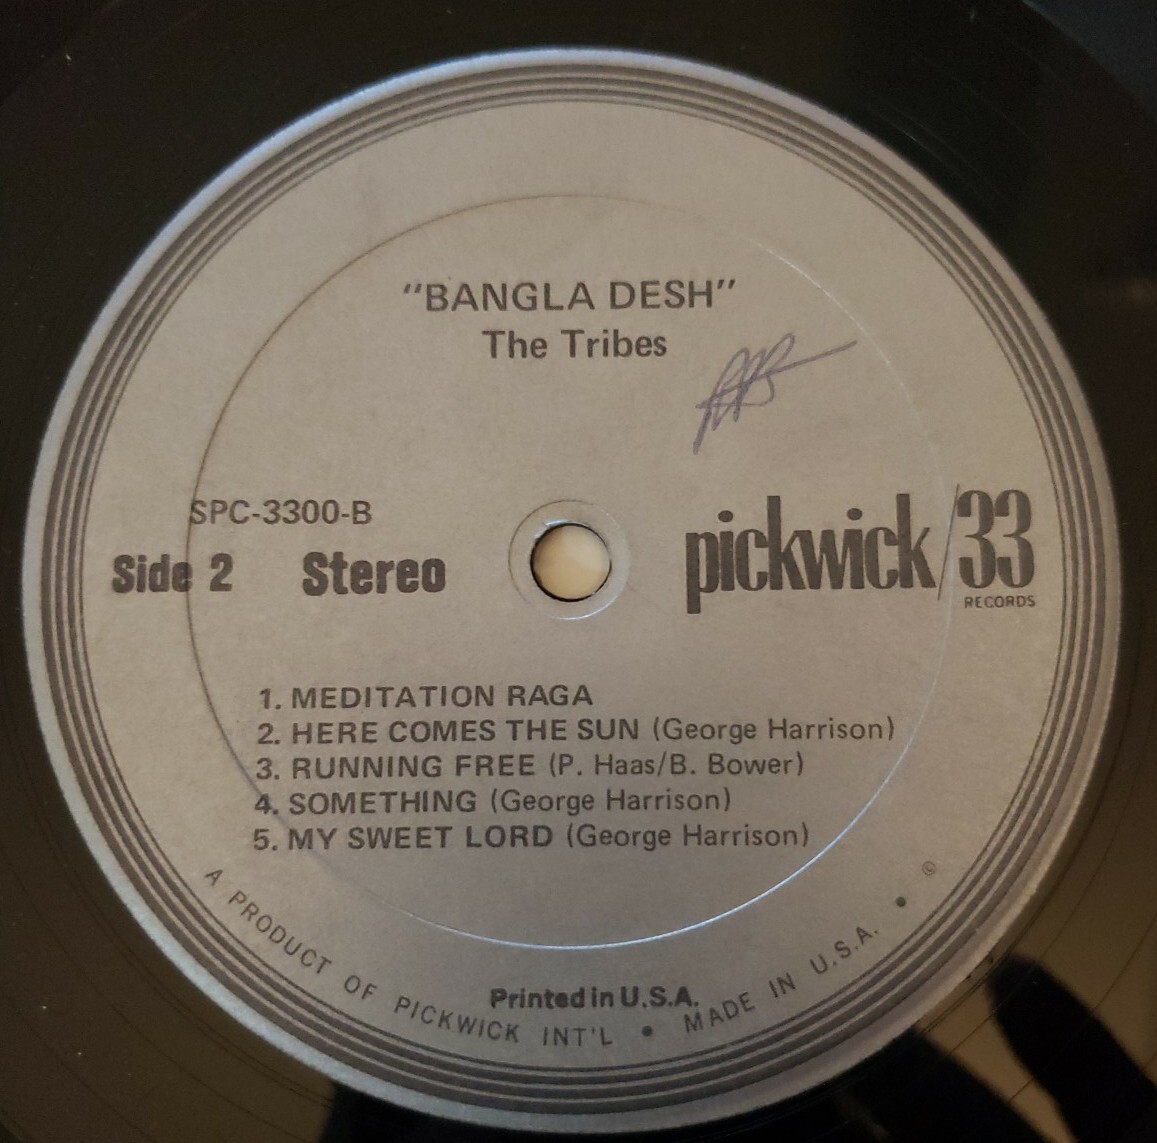 "BANGLA DESH"
The Tribes
SPC-3300-B
Side 2 Stereo
pickwick/33
RECORDS
1. MEDITATION RAGA
2. HERE COMES THE SUN (George Harrison)
3. RUNNING FREE (P. Haas/B. Bower)
4. SOMETHING (George Harrison)
5. MY SWEET LORD (George Harrison)
Printed in U.S.A.
A PRODUCT OF PICKWICK INT'L • MADE IN U.S.A. • ©